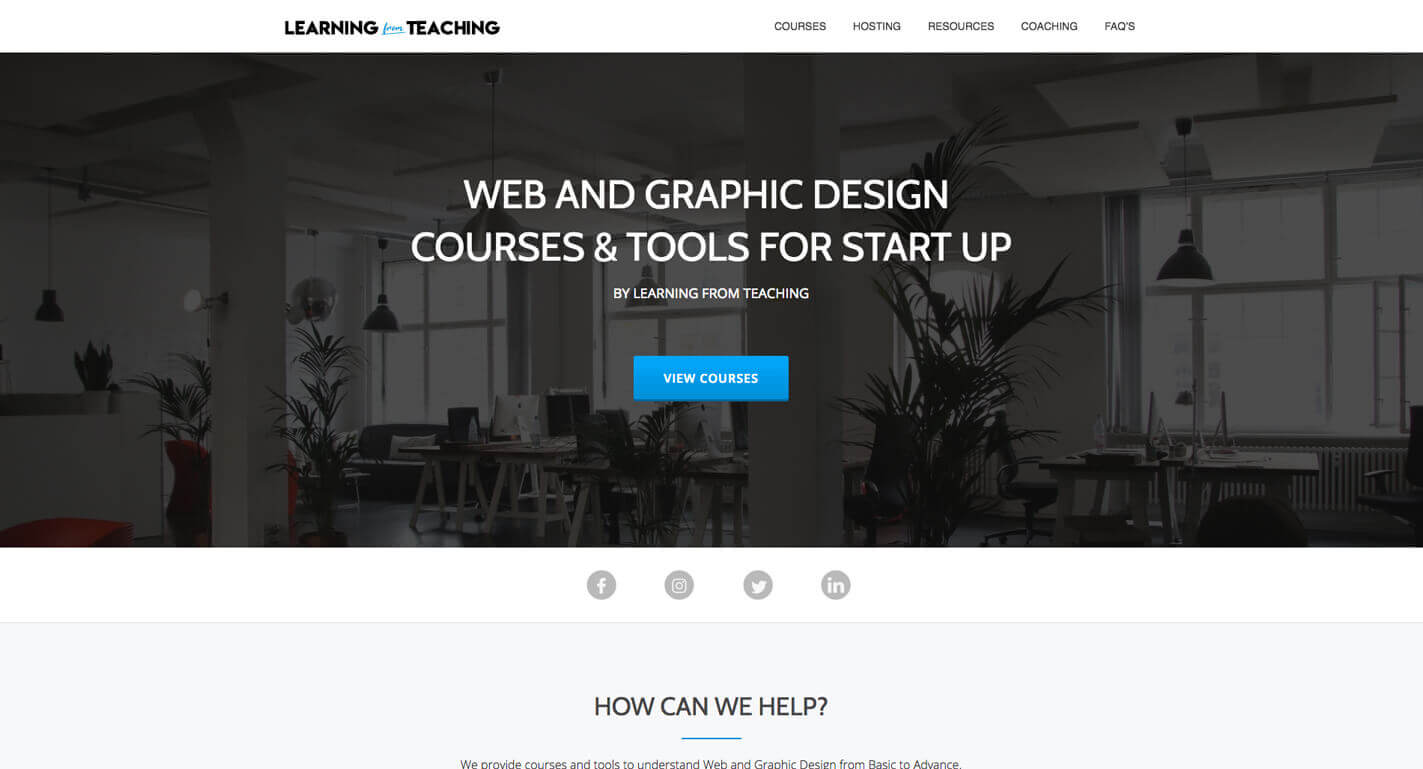 LEARNING from TEACHING
COURSES HOSTING RESOURCES COACHING FAQ'S
WEB AND GRAPHIC DESIGN
COURSES & TOOLS FOR START UP
BY LEARNING FROM TEACHING
VIEW COURSES
HOW CAN WE HELP?
We provide courses and tools to understand Web and Graphic Design from Basic to Advance.